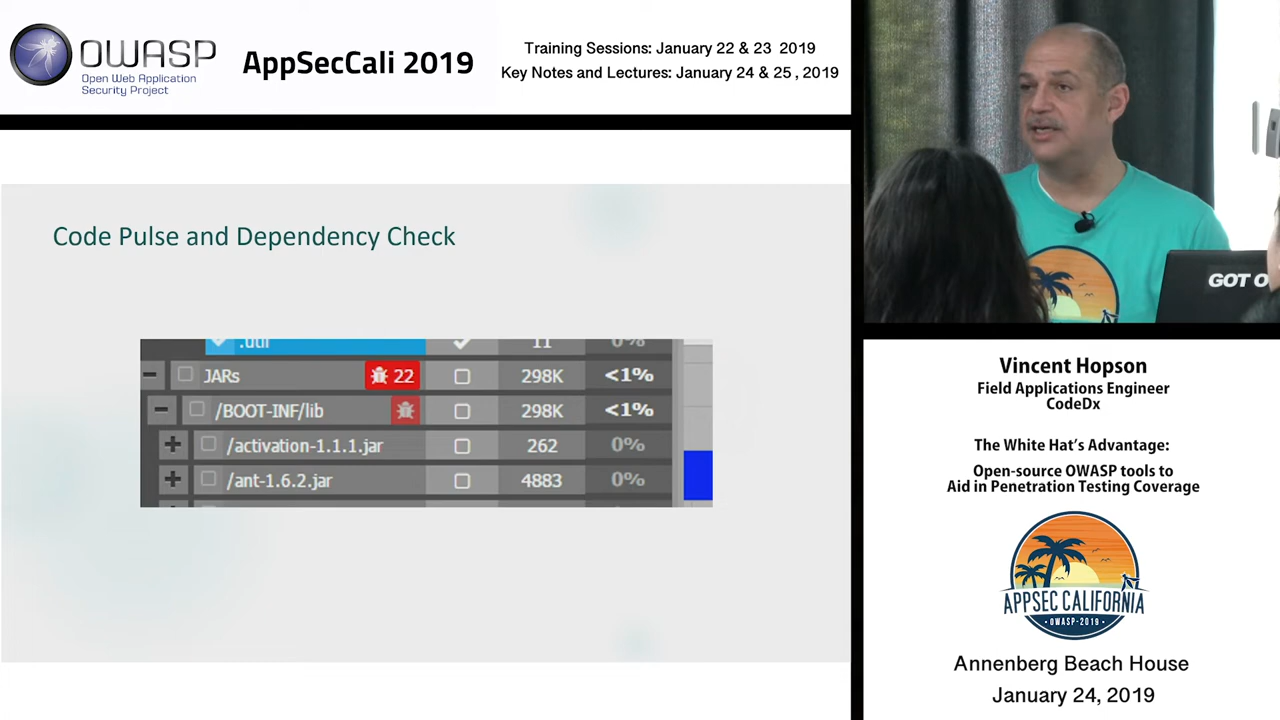 OWASP
Open Web Application
Security Project
AppSecCali 2019
Training Sessions: January 22 & 23 2019
Key Notes and Lectures: January 24 & 25, 2019
Code Pulse and Dependency Check
.util 11 0%
JARs 22 298K <1%
/BOOT-INF/lib 298K <1%
/activation-1.1.1.jar 262 0%
/ant-1.6.2.jar 4883 0%
GOT O
Vincent Hopson
Field Applications Engineer
CodeDx
The White Hat's Advantage:
Open-source OWASP tools to
Aid in Penetration Testing Coverage
APPSEC CALIFORNIA
OWASP-2019
Annenberg Beach House
January 24, 2019